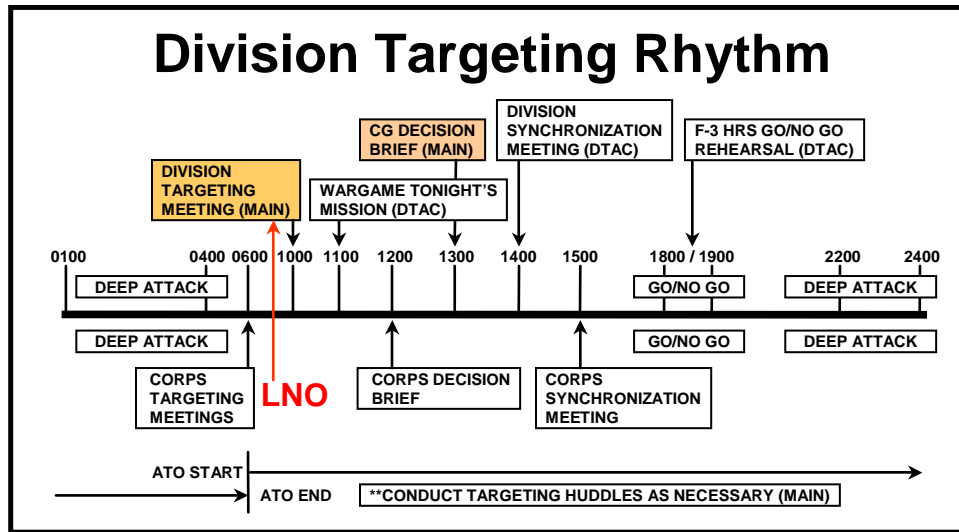 Division Targeting Rhythm
DIVISION
TARGETING
MEETING (MAIN)
CG DECISION
BRIEF (MAIN)
WARGAME TONIGHT'S
MISSION (DTAC)
DIVISION
SYNCHRONIZATION
MEETING (DTAC)
F-3 HRS GO/NO GO
REHEARSAL (DTAC)
0100 0400 0600 1000 1100 1200 1300 1400 1500 1800 / 1900 2200 2400
DEEP ATTACK GO/NO GO DEEP ATTACK
DEEP ATTACK GO/NO GO DEEP ATTACK
CORPS
TARGETING
MEETINGS
LNO
CORPS DECISION
BRIEF
CORPS
SYNCHRONIZATION
MEETING
ATO START
ATO END
**CONDUCT TARGETING HUDDLES AS NECESSARY (MAIN)